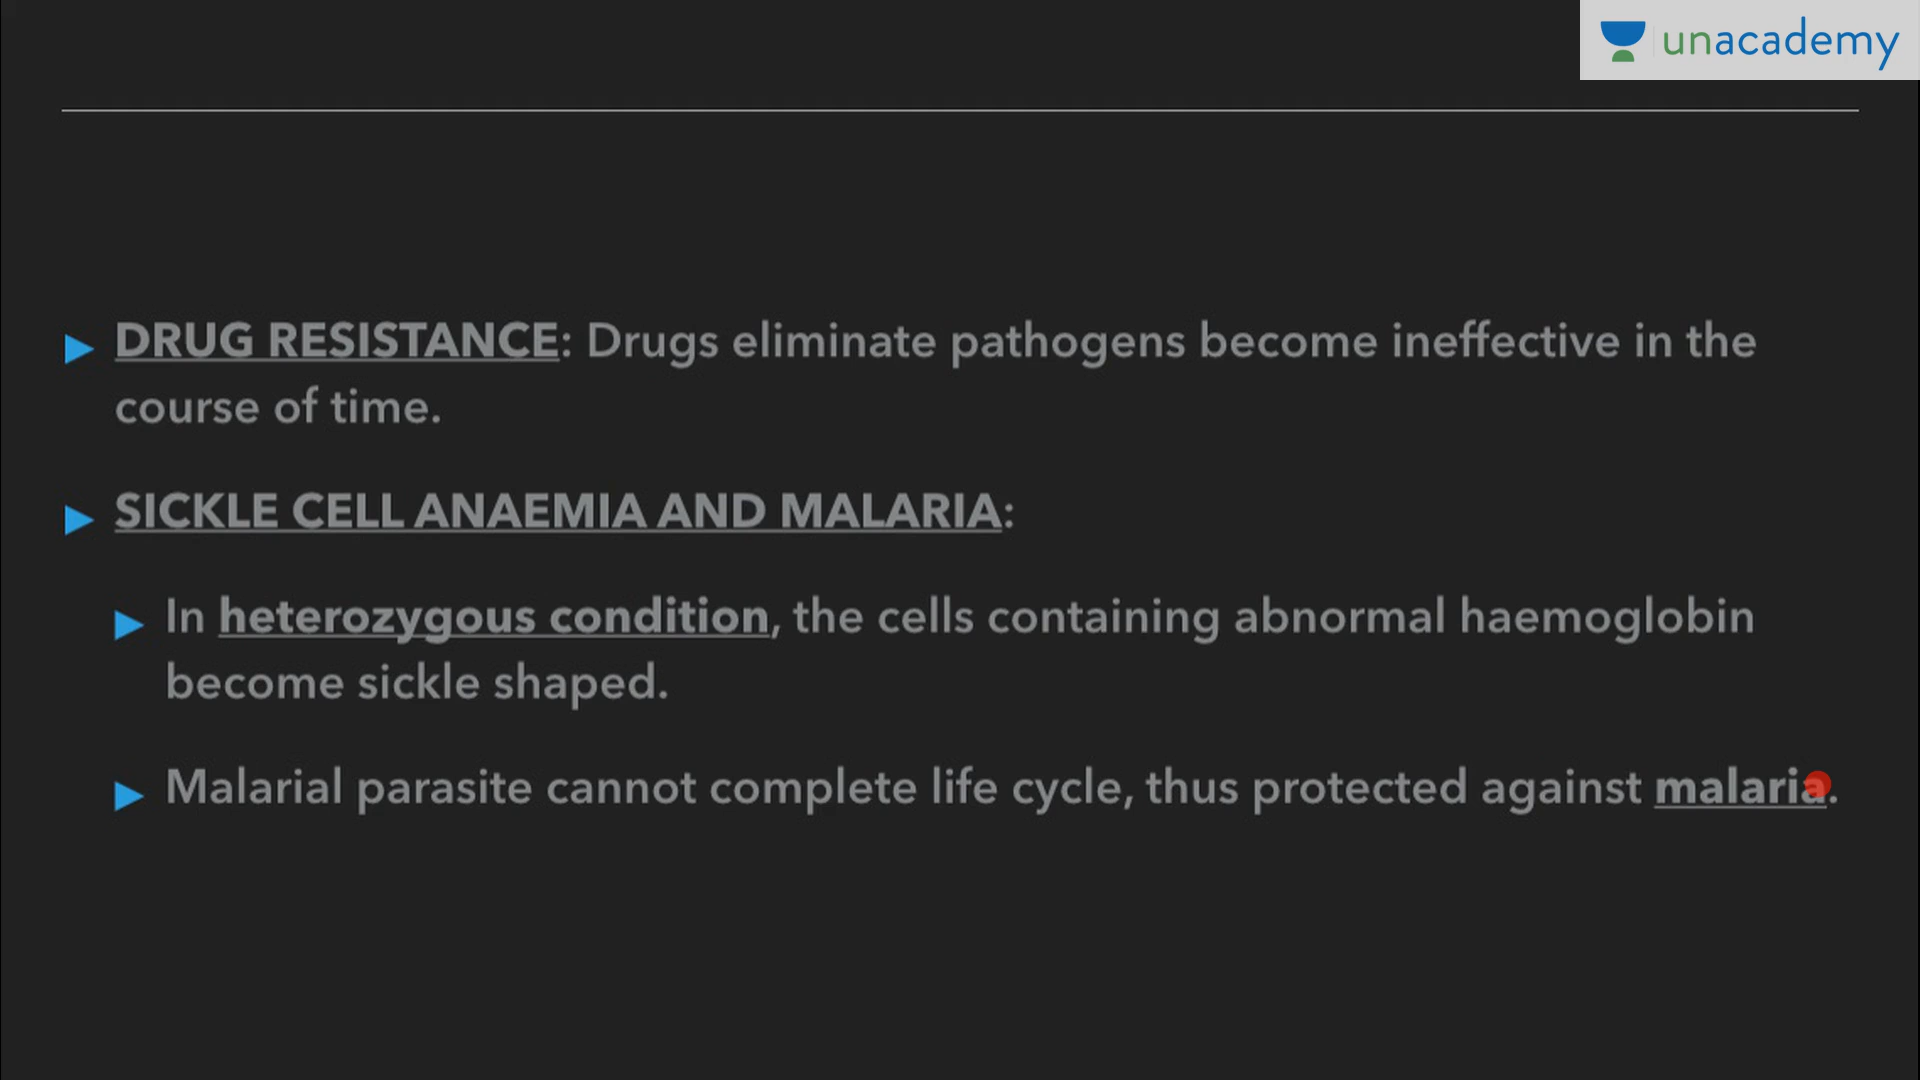 unacademy
DRUG RESISTANCE: Drugs eliminate pathogens become ineffective in the
course of time.
SICKLE CELL ANAEMIA AND MALARIA:
In heterozygous condition, the cells containing abnormal haemoglobin
become sickle shaped.
Malarial parasite cannot complete life cycle, thus protected against malaria.